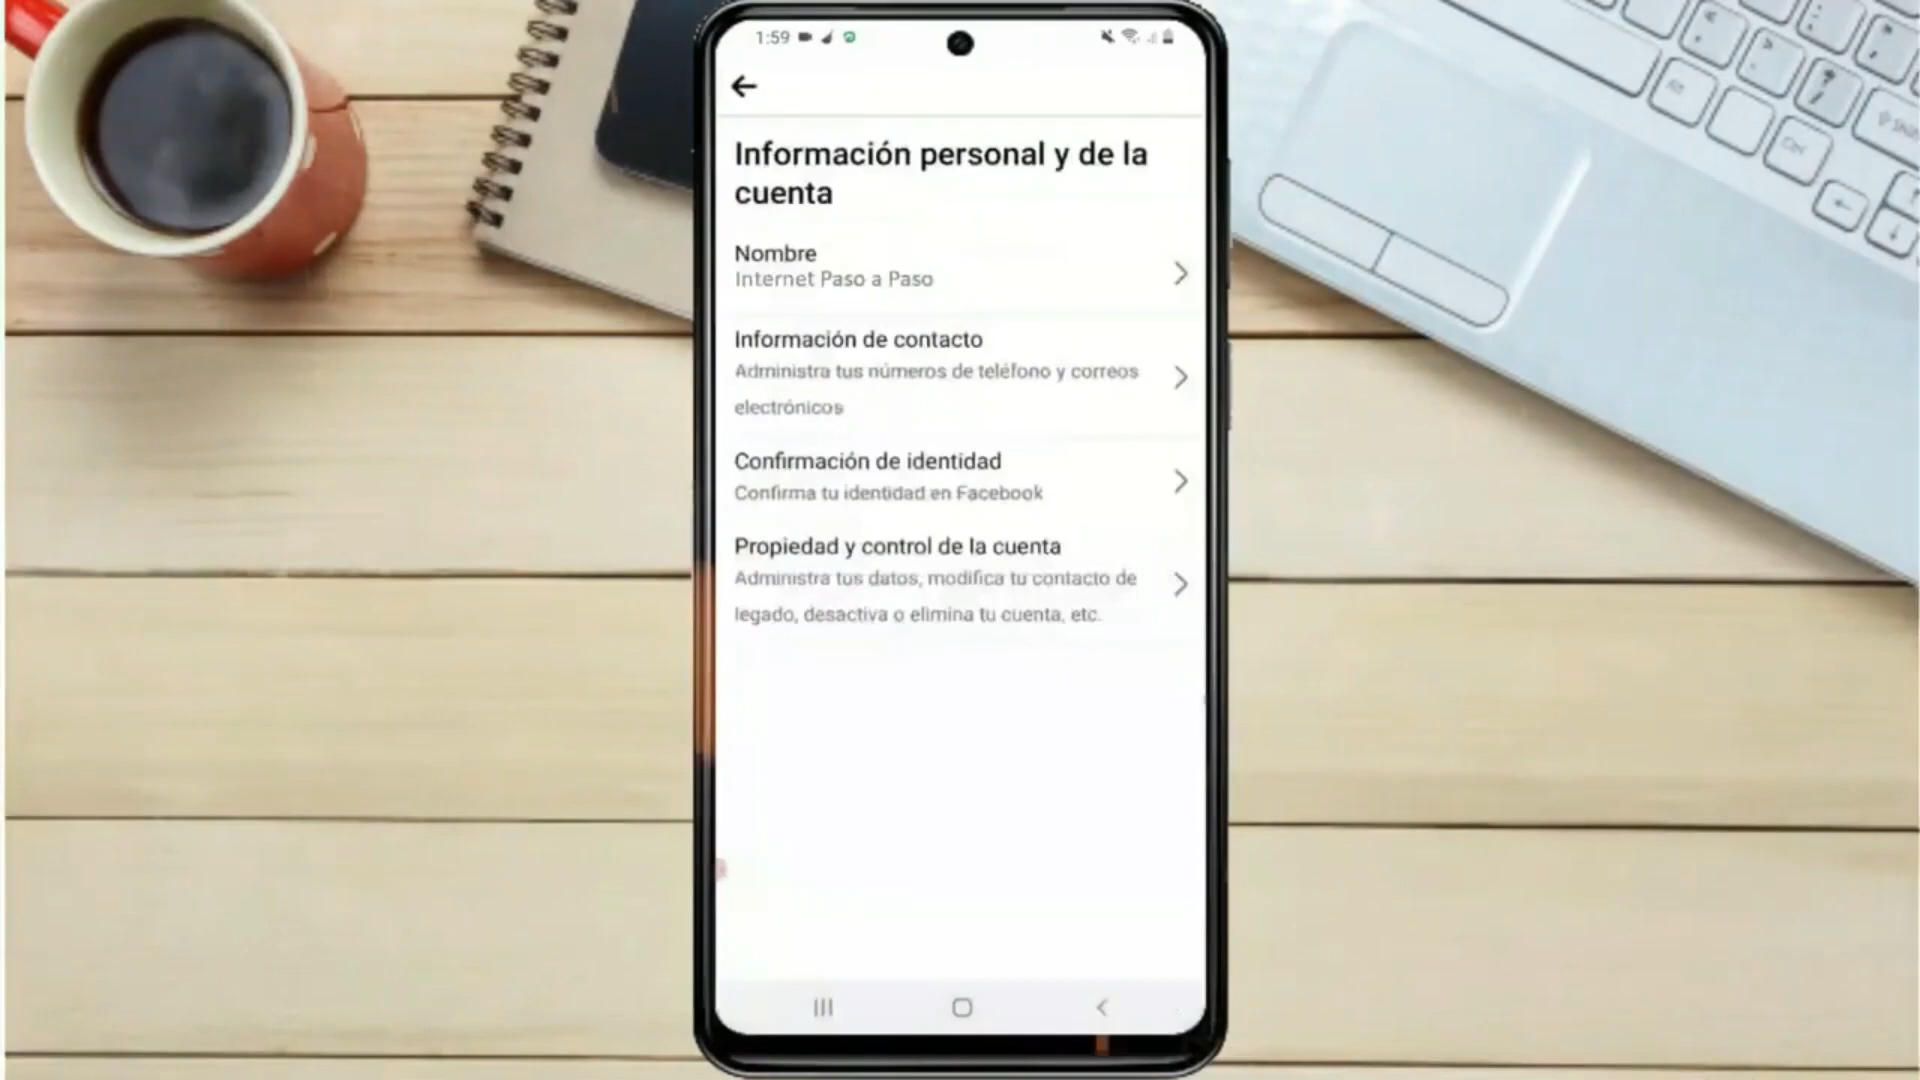 1:59
Información personal y de la
cuenta
Nombre
Internet Paso a Paso
Información de contacto
Administra tus números de teléfono y correos
electrónicos
Confirmación de identidad
Confirma tu identidad en Facebook
Propiedad y control de la cuenta
Administra tus datos, modifica tu contacto de
legado, desactiva o elimina tu cuenta, etc.
Alt
Ctrl